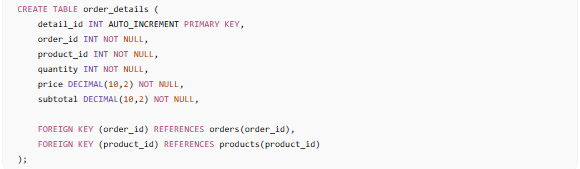 CREATE TABLE order_details (
    detail_id INT AUTO_INCREMENT PRIMARY KEY,
    order_id INT NOT NULL,
    product_id INT NOT NULL,
    quantity INT NOT NULL,
    price DECIMAL(10,2) NOT NULL,
    subtotal DECIMAL(10,2) NOT NULL,

    FOREIGN KEY (order_id) REFERENCES orders(order_id),
    FOREIGN KEY (product_id) REFERENCES products(product_id)
);